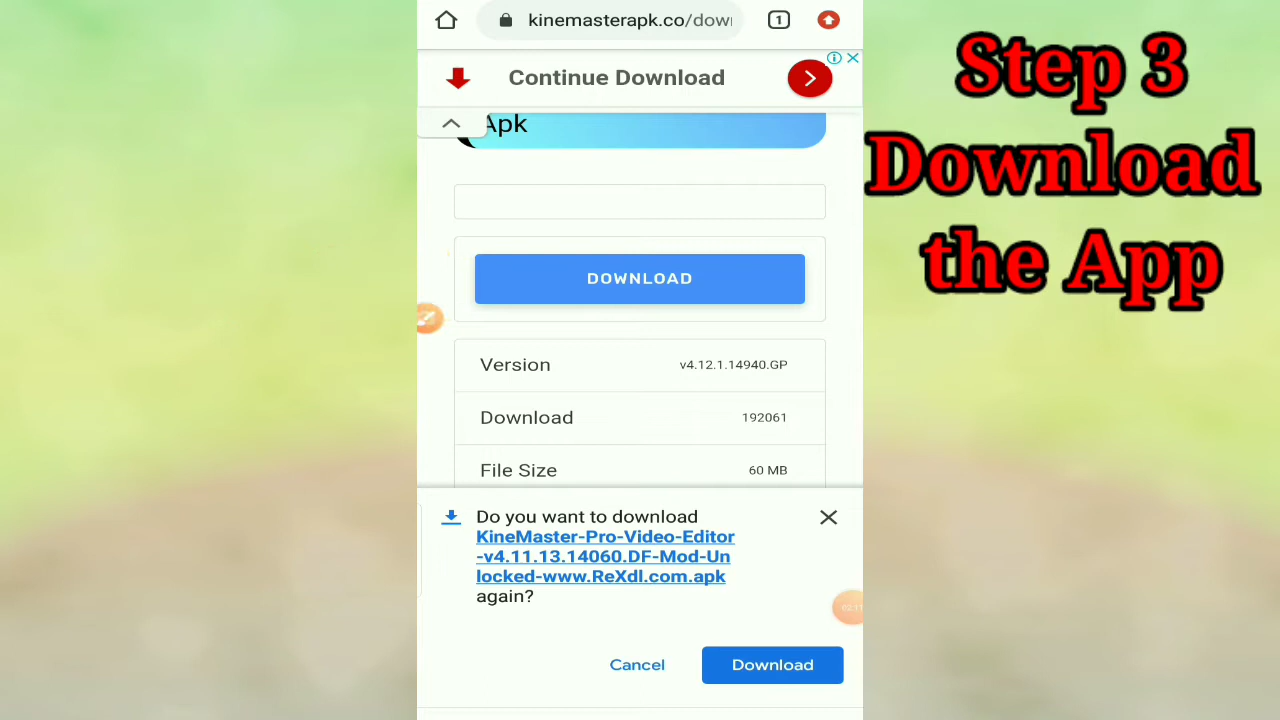 kinemasterapk.co/dow
1
Continue Download
Apk
DOWNLOAD
Version v4.12.1.14940.GP
Download 192061
File Size 60 MB
Do you want to download
KineMaster-Pro-Video-Editor
-v4.11.13.14060.DF-Mod-Un
locked-www.ReXdl.com.apk
again?
Cancel Download
Step 3
Download
the App